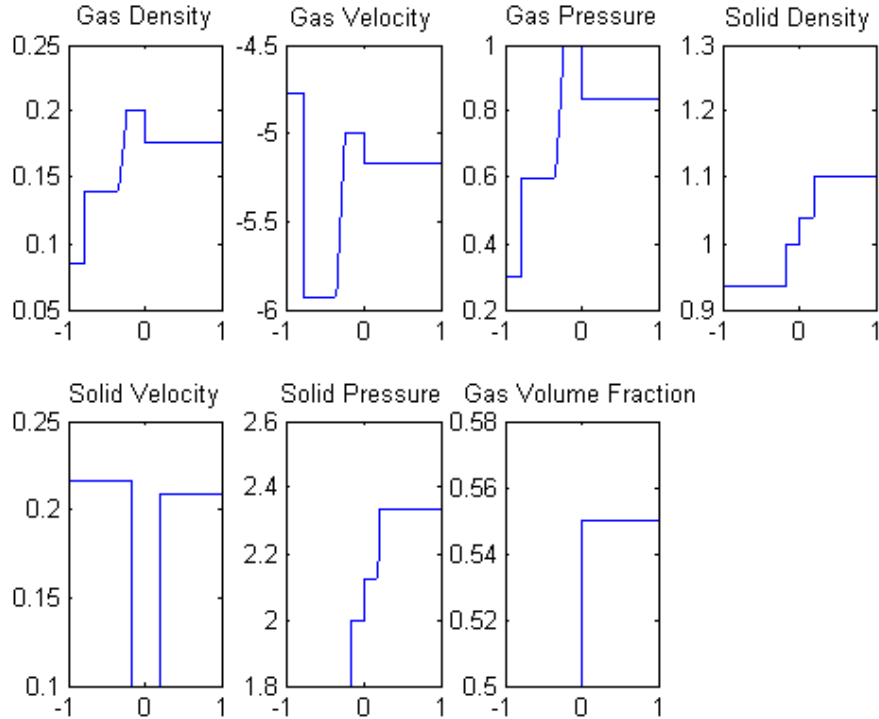 Gas Density
Gas Velocity
Gas Pressure
Solid Density
0.25
0.2
0.15
0.1
0.05
-1 0 1
-4.5
-5
-5.5
-6
-1 0 1
1
0.8
0.6
0.4
0.2
-1 0 1
1.3
1.2
1.1
1
0.9
-1 0 1
Solid Velocity
Solid Pressure
Gas Volume Fraction
0.25
0.2
0.15
0.1
-1 0 1
2.6
2.4
2.2
2
1.8
-1 0 1
0.58
0.56
0.54
0.52
0.5
-1 0 1